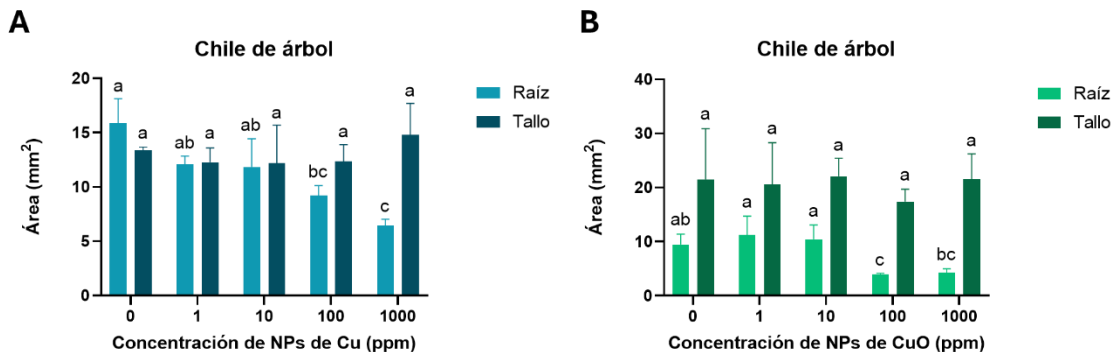 A
Chile de árbol
Área (mm²)
20
15
10
5
0
a
a
ab
a
ab
a
bc
a
c
a
0
1
10
100
1000
Concentración de NPs de Cu (ppm)
Raíz
Tallo
B
Chile de árbol
Área (mm²)
40
30
20
10
0
ab
a
a
a
a
a
c
a
bc
a
0
1
10
100
1000
Concentración de NPs de CuO (ppm)
Raíz
Tallo